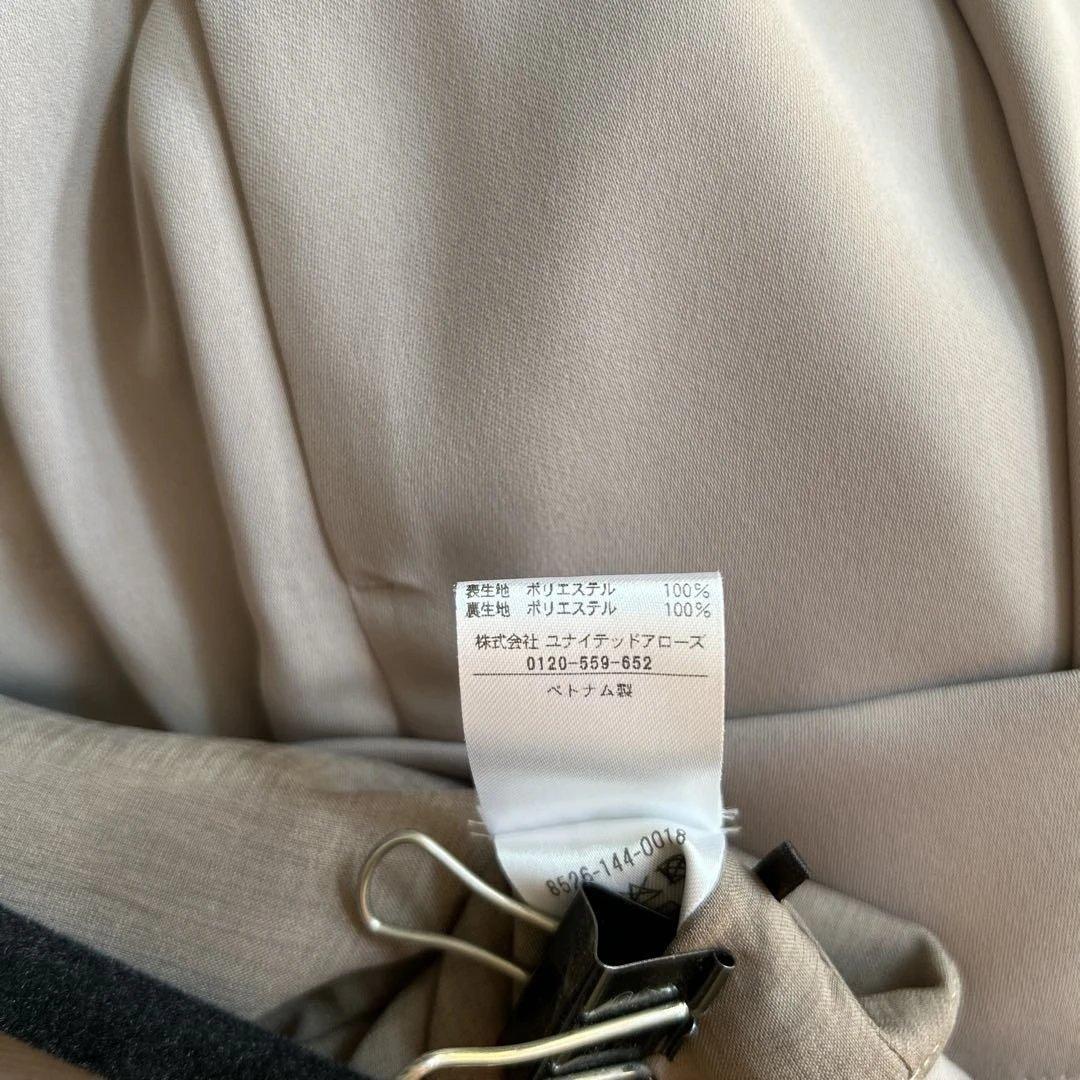 表生地 ポリエステル 100%
裏生地 ポリエステル 100%
株式会社 ユナイテッドアローズ
0120-559-652
ベトナム製
8526-144-0018